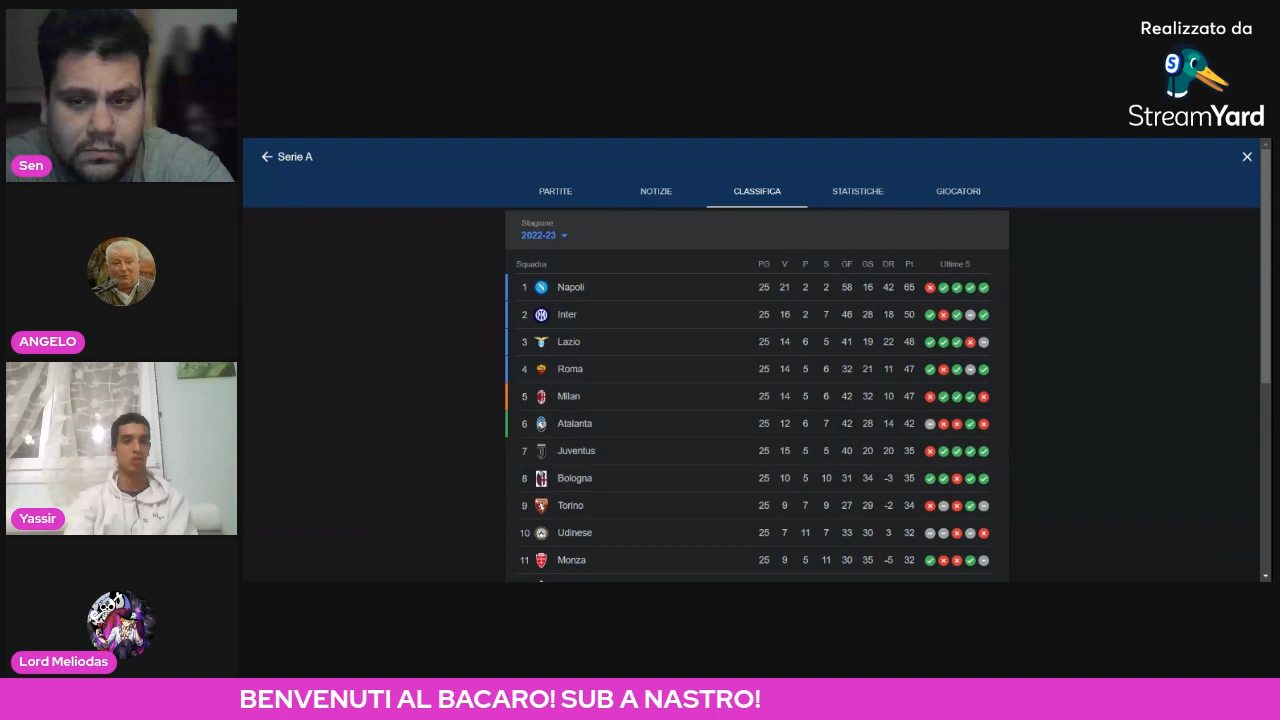 Sen
ANGELO
Yassir
Lord Meliodas
Realizzato da
StreamYard
Serie A
PARTITE NOTIZIE CLASSIFICA STATISTICHE GIOCATORI
Stagione
2022-23
Squadra PG V P S GF GS DR Pt Ultime 5
1 Napoli 25 21 2 2 58 16 42 65
2 Inter 25 16 2 7 46 28 18 50
3 Lazio 25 14 6 5 41 19 22 48
4 Roma 25 14 5 6 32 21 11 47
5 Milan 25 14 5 6 42 32 10 47
6 Atalanta 25 12 6 7 42 28 14 42
7 Juventus 25 15 5 5 40 20 20 35
8 Bologna 25 10 5 10 31 34 -3 35
9 Torino 25 9 7 9 27 29 -2 34
10 Udinese 25 7 11 7 33 30 3 32
11 Monza 25 9 5 11 30 35 -5 32
BENVENUTI AL BACARO! SUB A NASTRO!